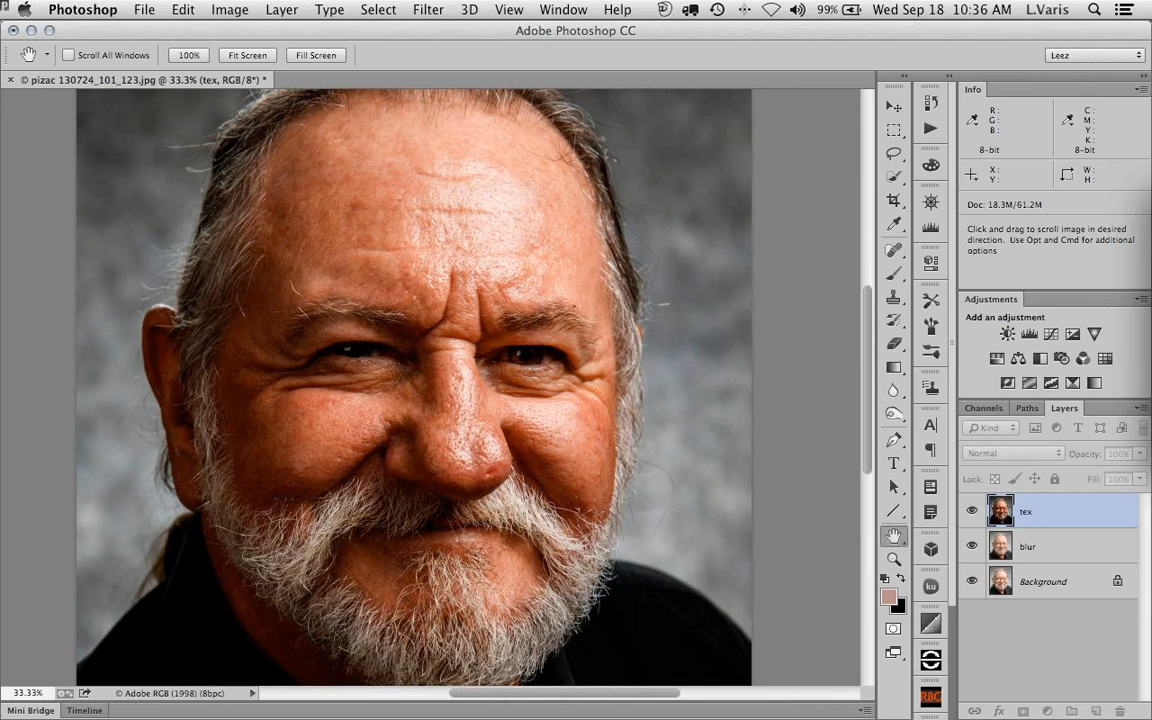 Photoshop File Edit Image Layer Type Select Filter 3D View Window Help 99% Wed Sep 18 10:36 AM L.Varis
Adobe Photoshop CC
Scroll All Windows 100% Fit Screen Fill Screen Leez
× © pizac 130724_101_123.jpg @ 33.3% (tex, RGB/8*) *
Info
R: C:
G: M:
B: Y:
K:
8-bit 8-bit
X: W:
Y: H:
Doc: 18.3M/61.2M
Click and drag to scroll image in desired
direction. Use Opt and Cmd for additional
options
Adjustments
Add an adjustment
Channels Paths Layers
Kind
Normal Opacity: 100%
Lock: Fill: 100%
tex
blur
Background
ku
RBG
33.33% © Adobe RGB (1998) (8bpc)
Mini Bridge Timeline